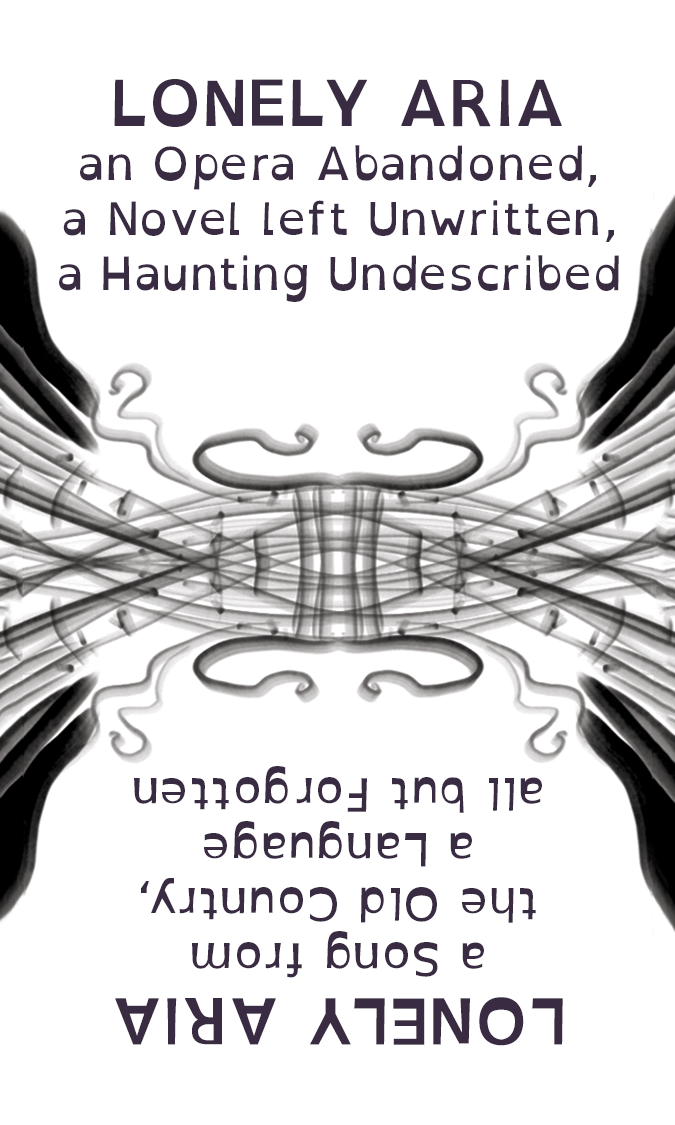 LONELY ARIA
an Opera Abandoned,
a Novel left Unwritten,
a Haunting Undescribed
LONELY ARIA
a Song from
the Old Country,
a Language
all but Forgotten